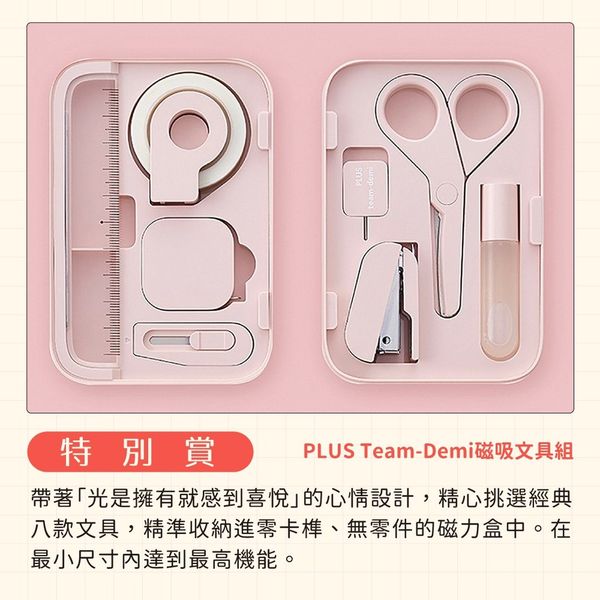 PLUS
team-demi
特別賞
PLUS Team-Demi磁吸文具組
帶著「光是擁有就感到喜悅」的心情設計，精心挑選經典
八款文具，精準收納進零卡榫、無零件的磁力盒中。在
最小尺寸內達到最高機能。